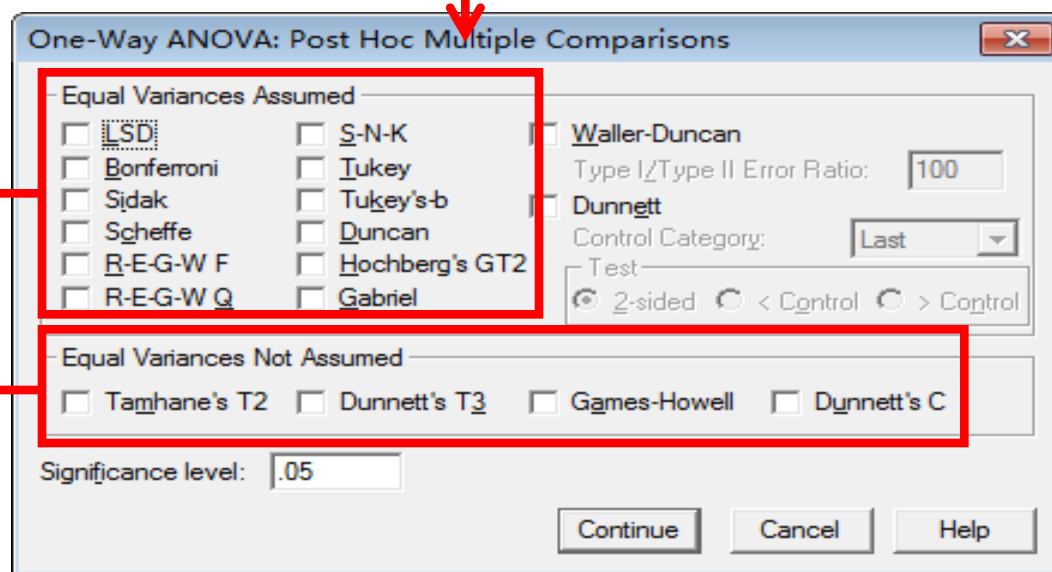 One-Way ANOVA: Post Hoc Multiple Comparisons
Equal Variances Assumed
LSD S-N-K Waller-Duncan
Bonferroni Tukey Type I/Type II Error Ratio: 100
Sidak Tukey's-b Dunnett
Scheffe Duncan Control Category: Last
R-E-G-W F Hochberg's GT2 Test
R-E-G-W Q Gabriel 2-sided < Control > Control
Equal Variances Not Assumed
Tamhane's T2 Dunnett's T3 Games-Howell Dunnett's C
Significance level: .05
Continue Cancel Help